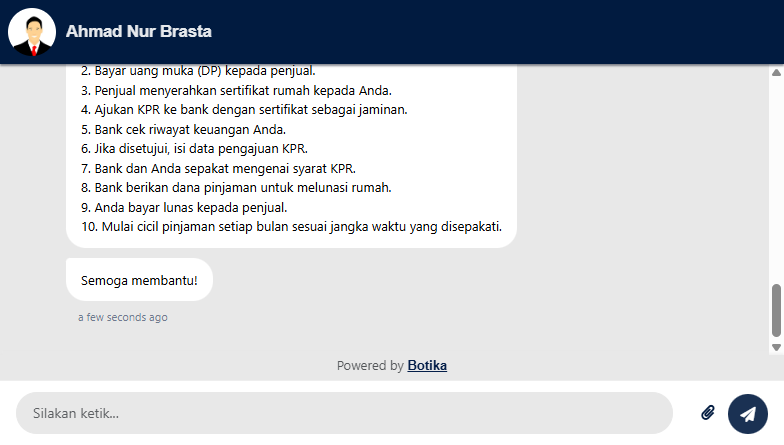 Ahmad Nur Brasta
2. Bayar uang muka (DP) kepada penjual.
3. Penjual menyerahkan sertifikat rumah kepada Anda.
4. Ajukan KPR ke bank dengan sertifikat sebagai jaminan.
5. Bank cek riwayat keuangan Anda.
6. Jika disetujui, isi data pengajuan KPR.
7. Bank dan Anda sepakat mengenai syarat KPR.
8. Bank berikan dana pinjaman untuk melunasi rumah.
9. Anda bayar lunas kepada penjual.
10. Mulai cicil pinjaman setiap bulan sesuai jangka waktu yang disepakati.
Semoga membantu!
a few seconds ago
Powered by Botika
Silakan ketik...